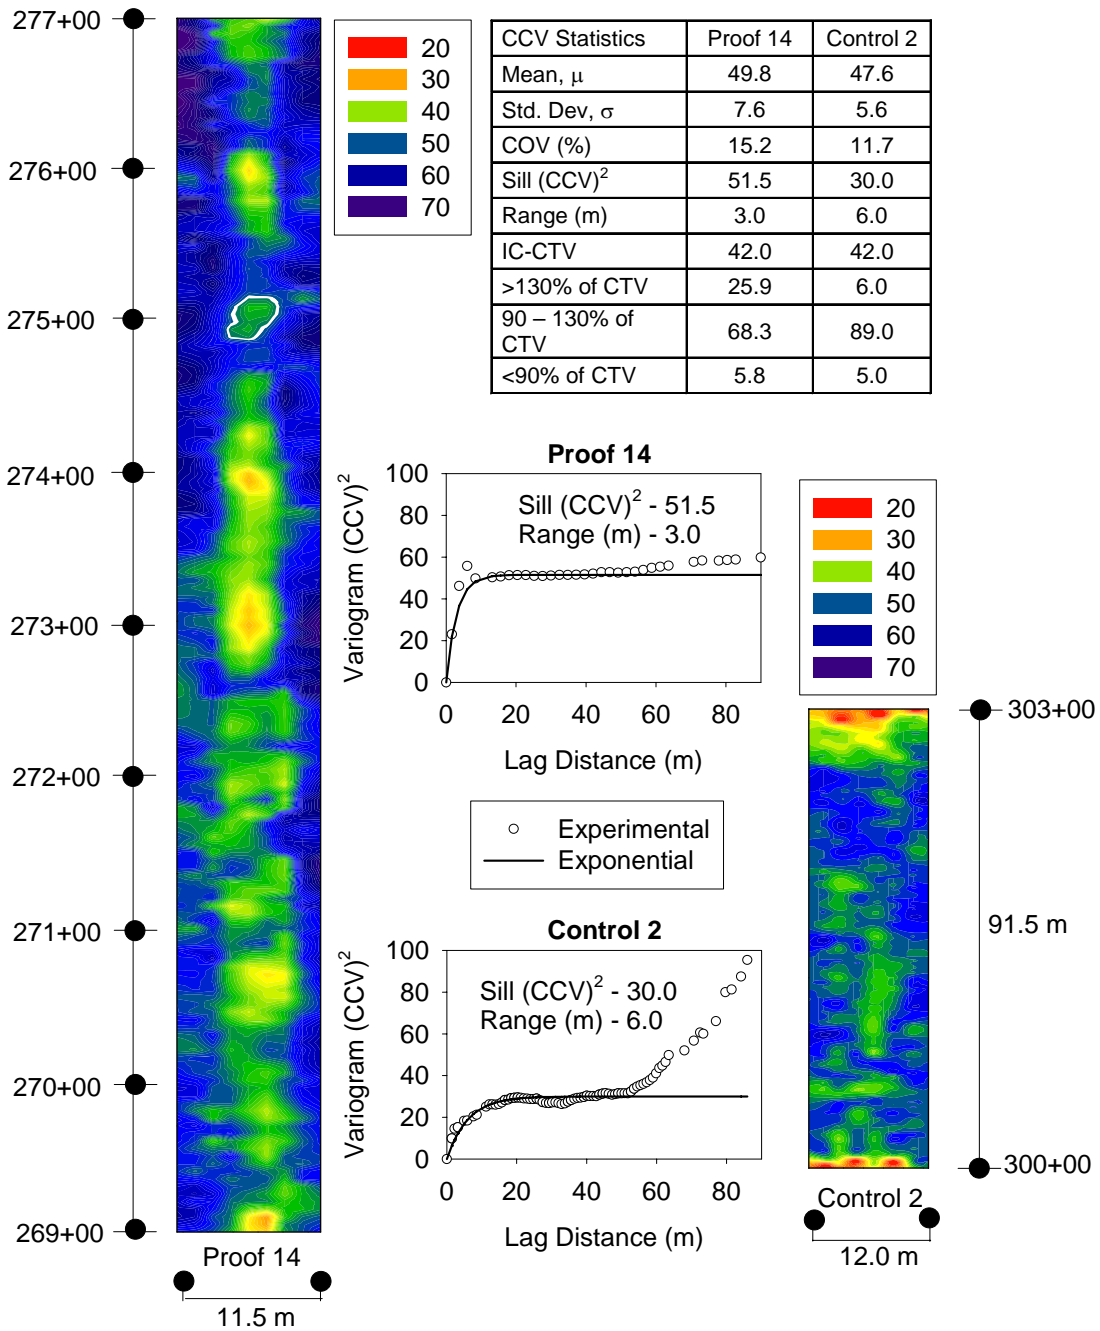 277+00
276+00
275+00
274+00
273+00
272+00
271+00
270+00
269+00
Proof 14
11.5 m
20
30
40
50
60
70
CCV Statistics Proof 14 Control 2
Mean, μ 49.8 47.6
Std. Dev, σ 7.6 5.6
COV (%) 15.2 11.7
Sill (CCV)² 51.5 30.0
Range (m) 3.0 6.0
IC-CTV 42.0 42.0
>130% of CTV 25.9 6.0
90 – 130% of
CTV 68.3 89.0
<90% of CTV 5.8 5.0
Proof 14
Variogram (CCV)²
100
80
60
40
20
0
Sill (CCV)² - 51.5
Range (m) - 3.0
0 20 40 60 80
Lag Distance (m)
Experimental
Exponential
Control 2
Variogram (CCV)²
100
80
60
40
20
0
Sill (CCV)² - 30.0
Range (m) - 6.0
0 20 40 60 80
Lag Distance (m)
20
30
40
50
60
70
303+00
91.5 m
300+00
Control 2
12.0 m